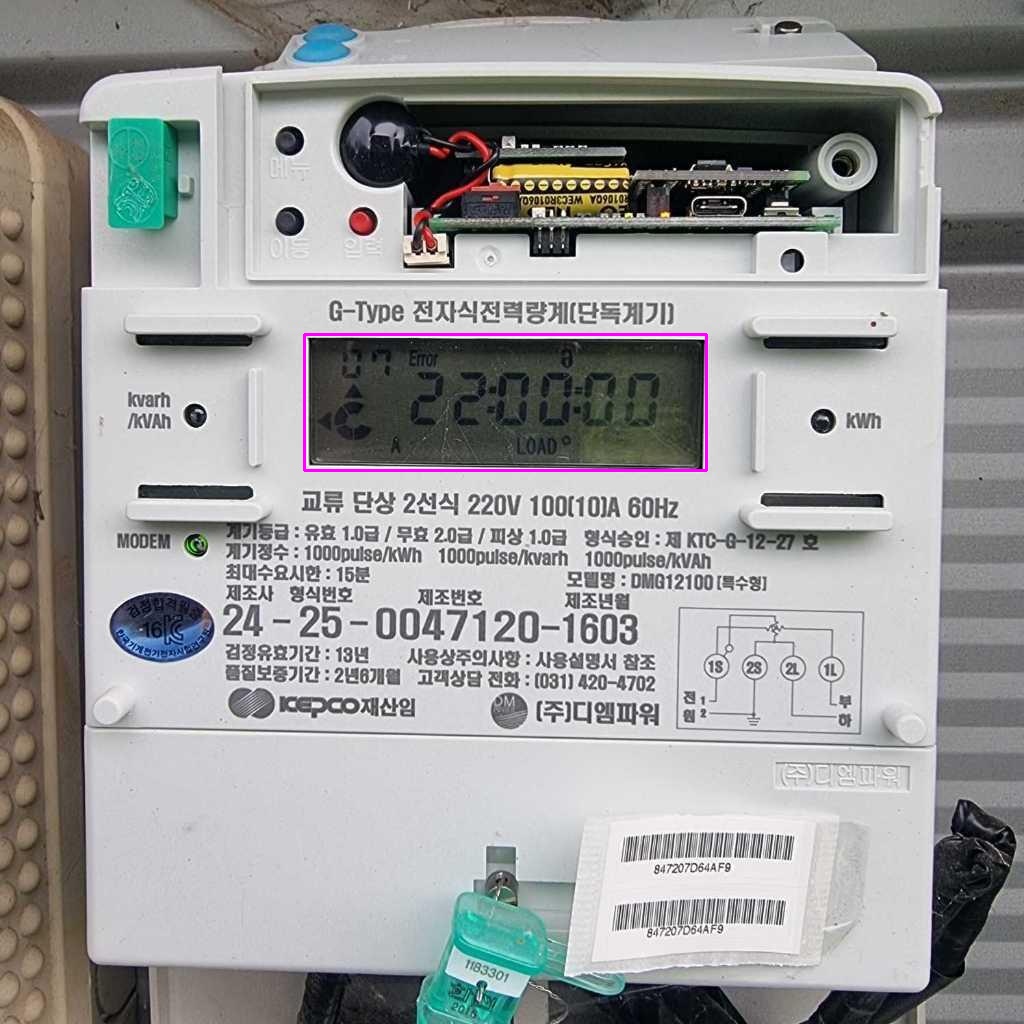 메뉴
이동
입력
WEC3R0106QA
G-Type 전자식전력량계(단독계기)
07 Error
22:00:00
A LOAD
kvarh
/kVAh
kWh
교류 단상 2선식 220V 100(10)A 60Hz
MODEM
계기등급 : 유효 1.0급 / 무효 2.0급 / 피상 1.0급 형식승인 : 제 KTC-G-12-27 호
계기정수 : 1000pulse/kWh 1000pulse/kvarh 1000pulse/kVAh
최대수요시한 : 15분 모델명 : DMG12100 [특수형]
제조사 형식번호 제조번호 제조년월
24 - 25 - 0047120-1603
검정유효기간 : 13년 사용상주의사항 : 사용설명서 참조
품질보증기간 : 2년6개월 고객상담 전화 : (031) 420-4702
KEPCO재산임
DM
(주)디엠파워
16
1S 2S 2L 1L
전 1 부
원 2 하
(주)디엠파워
847207D64AF9
847207D64AF9
1183301
2016